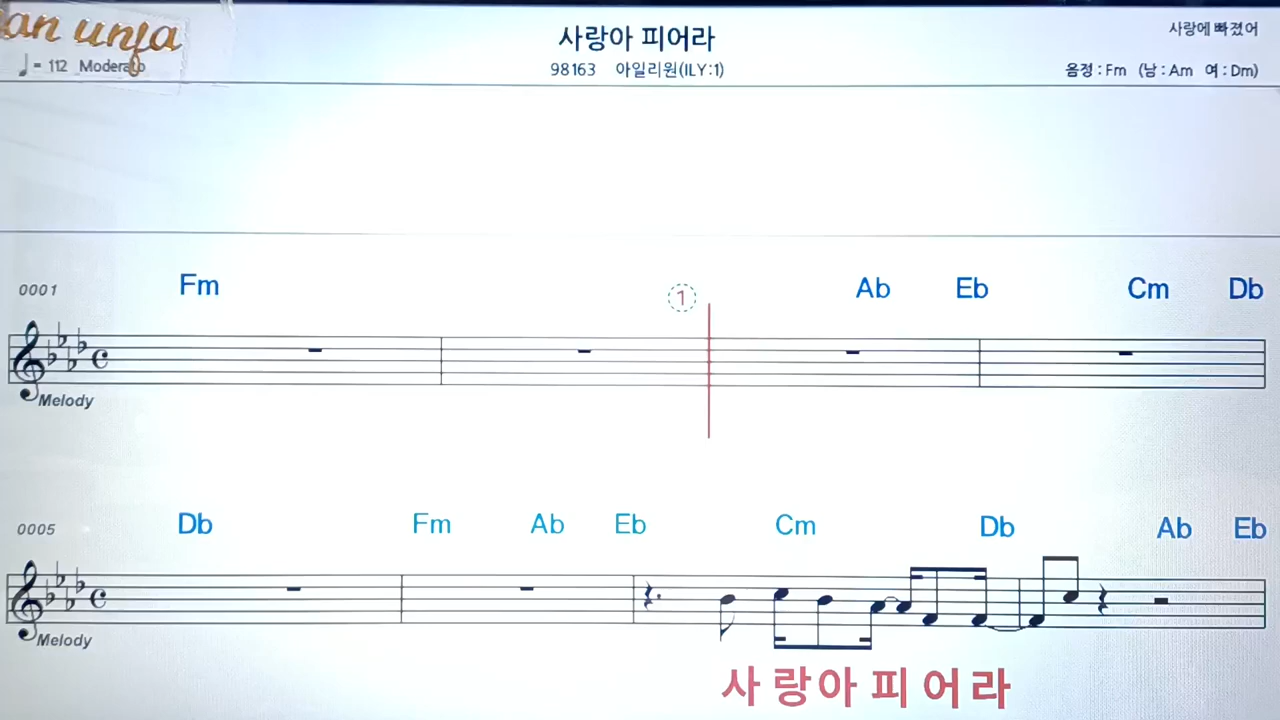 an unja
사랑아 피어라
사랑에 빠졌어
♩= 112 Moderato
98163 아일리원(ILY:1)
음정 : Fm (남 : Am 여 : Dm)
0001 Fm ① Ab Eb Cm Db
Melody
0005 Db Fm Ab Eb Cm Db Ab Eb
Melody
사 랑아 피 어 라